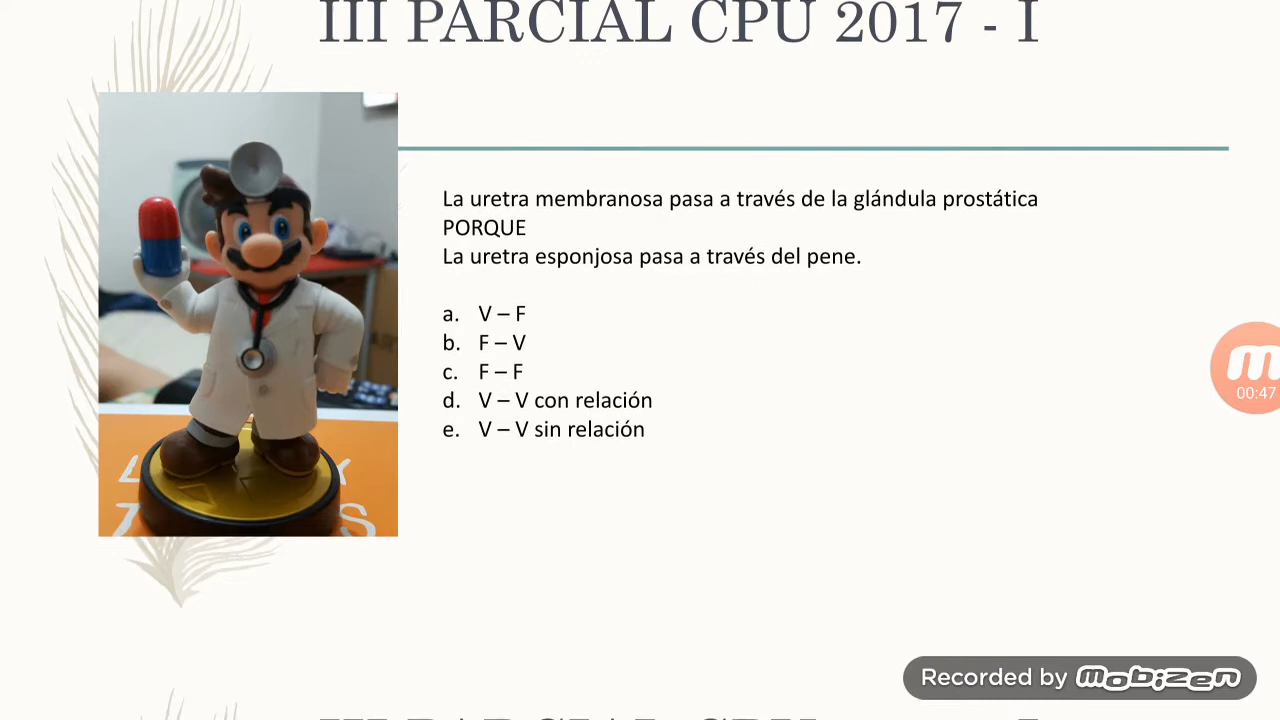 III PARCIAL CPU 2017 - I
La uretra membranosa pasa a través de la glándula prostática
PORQUE
La uretra esponjosa pasa a través del pene.
a. V – F
b. F – V
c. F – F
d. V – V con relación
e. V – V sin relación
00:47
Recorded by Mobizen